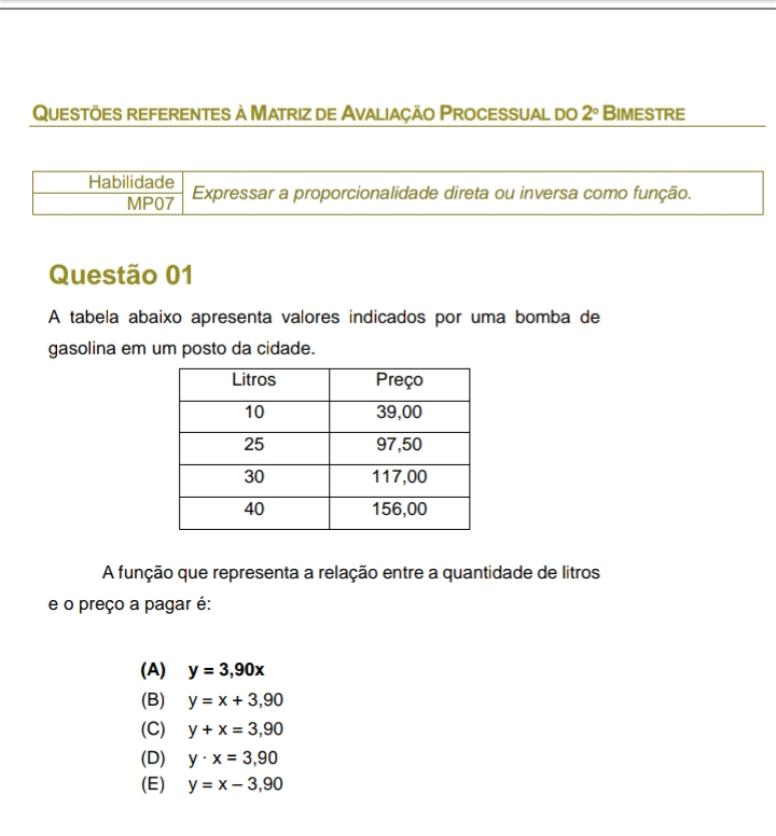 QUESTÕES REFERENTES À MATRIZ DE AVALIAÇÃO PROCESSUAL DO 2º BIMESTRE
Habilidade
MP07
Expressar a proporcionalidade direta ou inversa como função.
Questão 01
A tabela abaixo apresenta valores indicados por uma bomba de
gasolina em um posto da cidade.
Litros Preço
10 39,00
25 97,50
30 117,00
40 156,00
A função que representa a relação entre a quantidade de litros
e o preço a pagar é:
(A) y = 3,90x
(B) y = x + 3,90
(C) y + x = 3,90
(D) y · x = 3,90
(E) y = x – 3,90